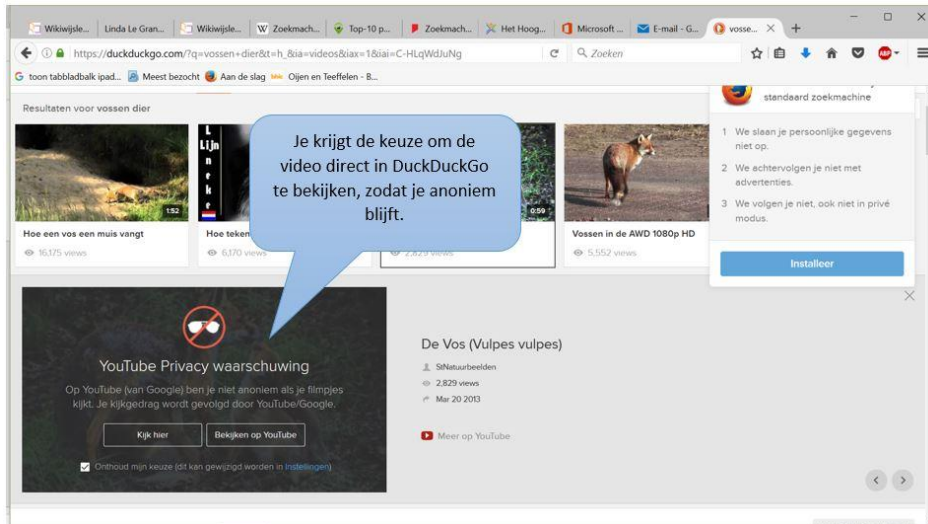 Wikiwijsle...
Linda Le Gran...
Wikiwijsle...
Zoekmach...
Top-10 p...
Zoekmach...
Het Hoog...
Microsoft ...
E-mail - G...
vosse...
https://duckduckgo.com/?q=vossen+dier&t=h_&ia=videos&iax=1&iai=C-HLqWdJuNg
Zoeken
ABP
toon tabbladbalk ipad...
Meest bezocht
Aan de slag
Oijen en Teeffelen - B...
Resultaten voor vossen dier
standaard zoekmachine
1 We slaan je persoonlijke gegevens
niet op.
2 We achtervolgen je niet met
advertenties.
3 We volgen je niet, ook niet in privé
modus.
Installeer
Je krijgt de keuze om de
video direct in DuckDuckGo
te bekijken, zodat je anoniem
blijft.
Lijn
1:52
0:59
Hoe een vos een muis vangt
16,175 views
Hoe teken
6,170 views
2,829 views
Vossen in de AWD 1080p HD
5,552 views
YouTube Privacy waarschuwing
Op YouTube (van Google) ben je niet anoniem als je filmpjes
kijkt. Je kijkgedrag wordt gevolgd door YouTube/Google.
Kijk hier
Bekijken op YouTube
Onthoud mijn keuze (dit kan gewijzigd worden in instellingen)
De Vos (Vulpes vulpes)
StNatuurbeelden
2,829 views
Mar 20 2013
Meer op YouTube